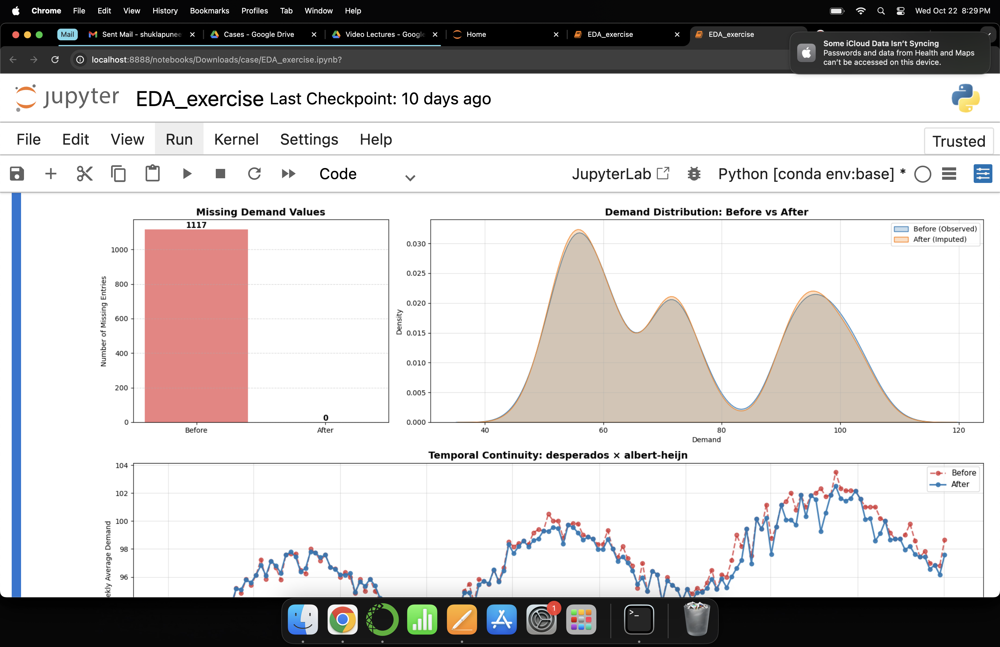 Chrome File Edit View History Bookmarks Profiles Tab Window Help Wed Oct 22 8:29 PM
Mail Sent Mail - shuklapunee Cases - Google Drive Video Lectures - Google Home EDA_exercise EDA_exercise
localhost:8888/notebooks/Downloads/case/EDA_exercise.ipynb?
Some iCloud Data Isn’t Syncing
Passwords and data from Health and Maps
can’t be accessed on this device.
jupyter EDA_exercise Last Checkpoint: 10 days ago
File Edit View Run Kernel Settings Help Trusted
Code JupyterLab Python [conda env:base] *
Missing Demand Values
1117
1000
800
600
400
200
0
0
Number of Missing Entries
Before After
Demand Distribution: Before vs After
Before (Observed)
After (Imputed)
0.030
0.025
0.020
0.015
0.010
0.005
0.000
Density
40 60 80 100 120
Demand
Temporal Continuity: desperados × albert-heijn
Before
After
104
102
100
98
96
ekly Average Demand
1
>_